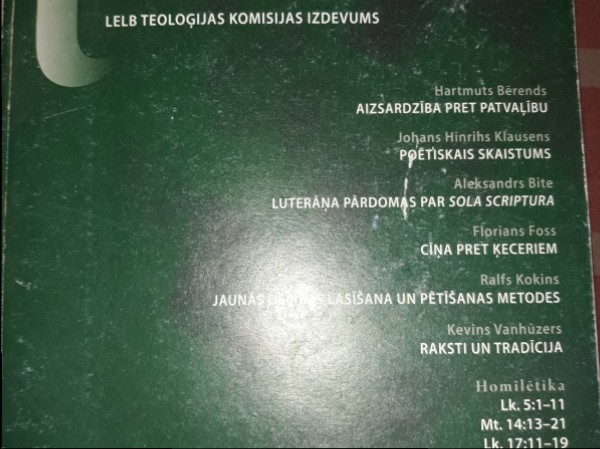 LELB TEOLOĢIJAS KOMISIJAS IZDEVUMS
Hartmuts Bērends
AIZSARDZĪBA PRET PATVAĻĪBU
Johans Hinrihs Klausens
POĒTISKAIS SKAISTUMS
Aleksandrs Bite
LUTERĀŅA PĀRDOMAS PAR SOLA SCRIPTURA
Florians Foss
CĪŅA PRET ĶECERIEM
Ralfs Kokins
JAUNĀS LASĪŠANA UN PĒTĪŠANAS METODES
Kevins Vanhūzers
RAKSTI UN TRADĪCIJA
Homilētika
Lk. 5:1–11
Mt. 14:13–21
Lk. 17:11–19